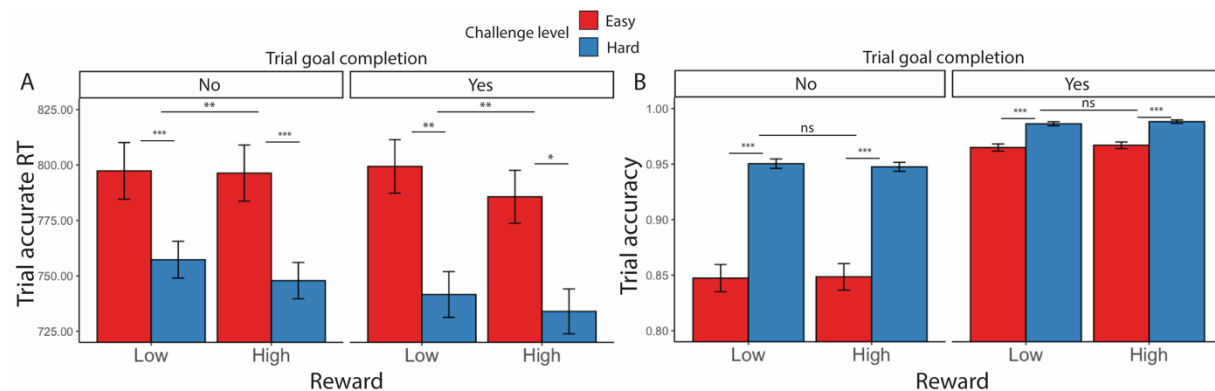 Challenge level
Easy
Hard
A
Trial goal completion
No
Yes
Trial accurate RT
825.00
800.00
775.00
750.00
725.00
**
***
***
**
**
*
Low
High
Low
High
Reward
B
Trial goal completion
No
Yes
Trial accuracy
1.00
0.95
0.90
0.85
0.80
ns
***
***
ns
***
***
Low
High
Low
High
Reward